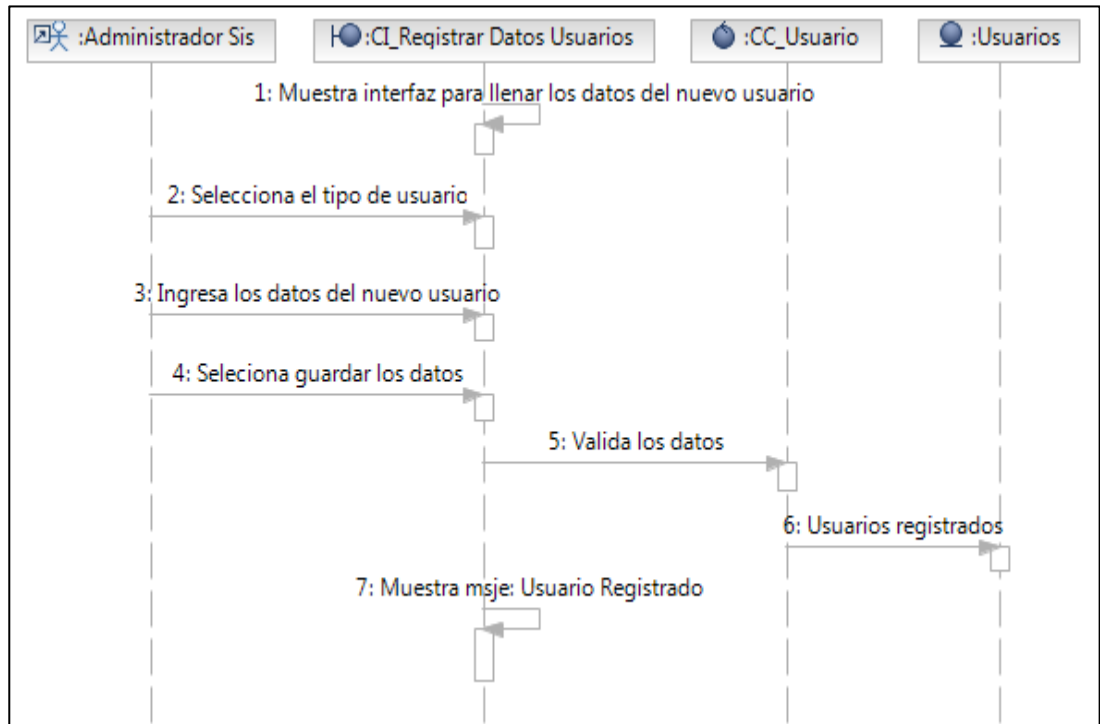 :Administrador Sis
:CI_Registrar Datos Usuarios
:CC_Usuario
:Usuarios
1: Muestra interfaz para llenar los datos del nuevo usuario
2: Selecciona el tipo de usuario
3: Ingresa los datos del nuevo usuario
4: Seleciona guardar los datos
5: Valida los datos
6: Usuarios registrados
7: Muestra msje: Usuario Registrado